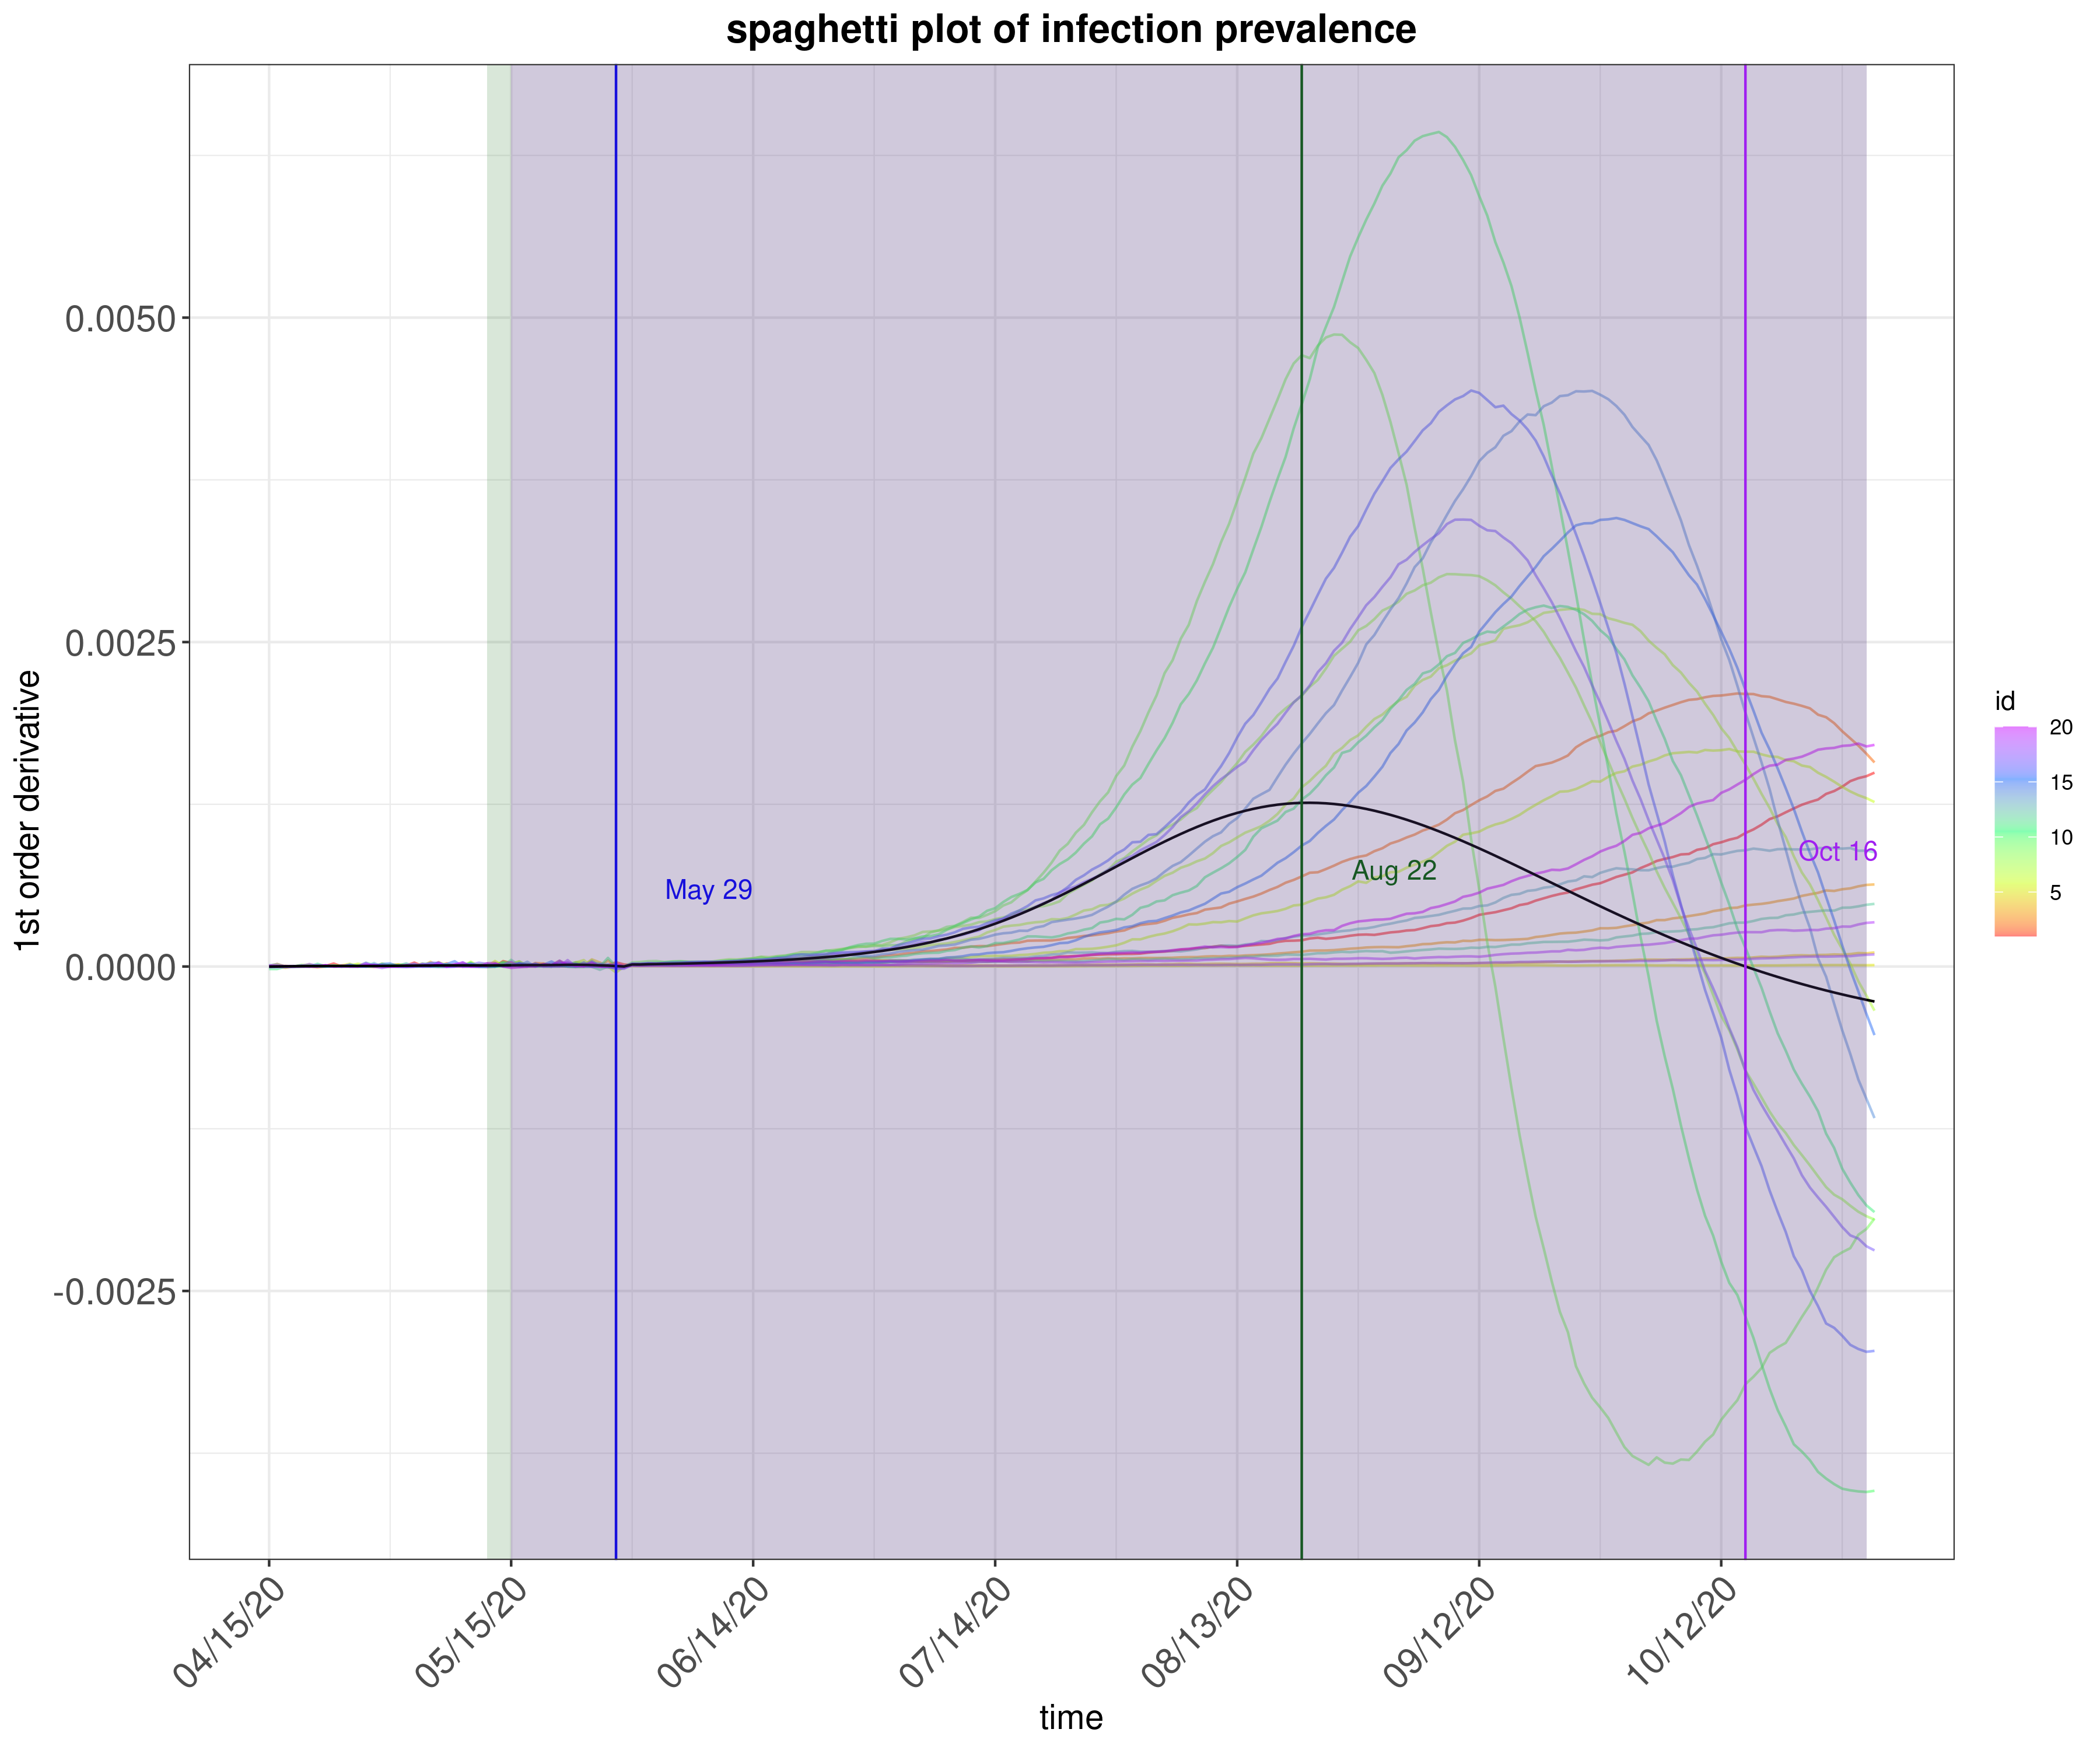 spaghetti plot of infection prevalence
1st order derivative
0.0050
0.0025
0.0000
-0.0025
May 29
Aug 22
Oct 16
id
20
15
10
5
04/15/20
05/15/20
06/14/20
07/14/20
08/13/20
09/12/20
10/12/20
time